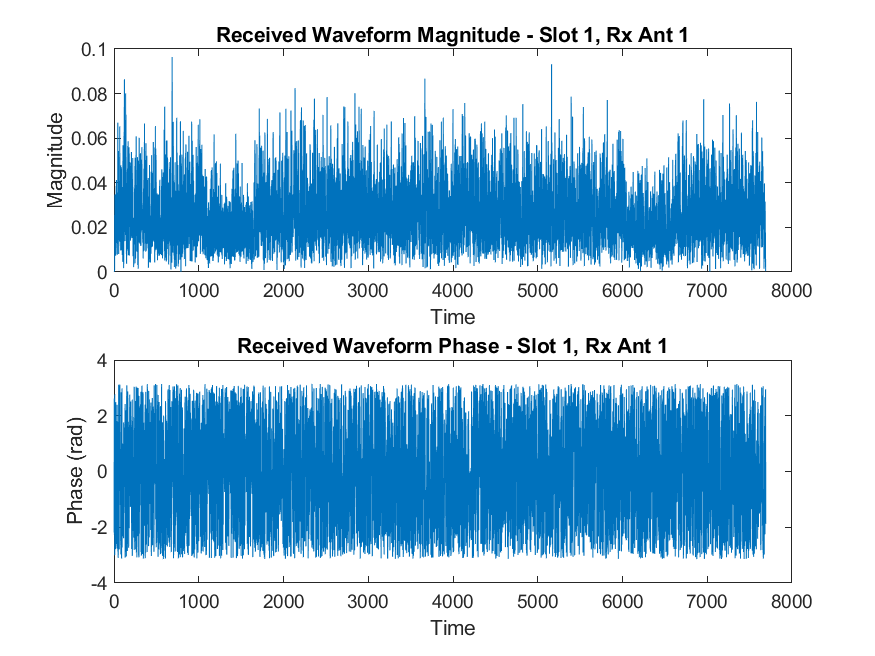 Received Waveform Magnitude - Slot 1, Rx Ant 1
0.1
0.08
0.06
0.04
0.02
0
Magnitude
0 1000 2000 3000 4000 5000 6000 7000 8000
Time
Received Waveform Phase - Slot 1, Rx Ant 1
4
2
0
-2
-4
Phase (rad)
0 1000 2000 3000 4000 5000 6000 7000 8000
Time